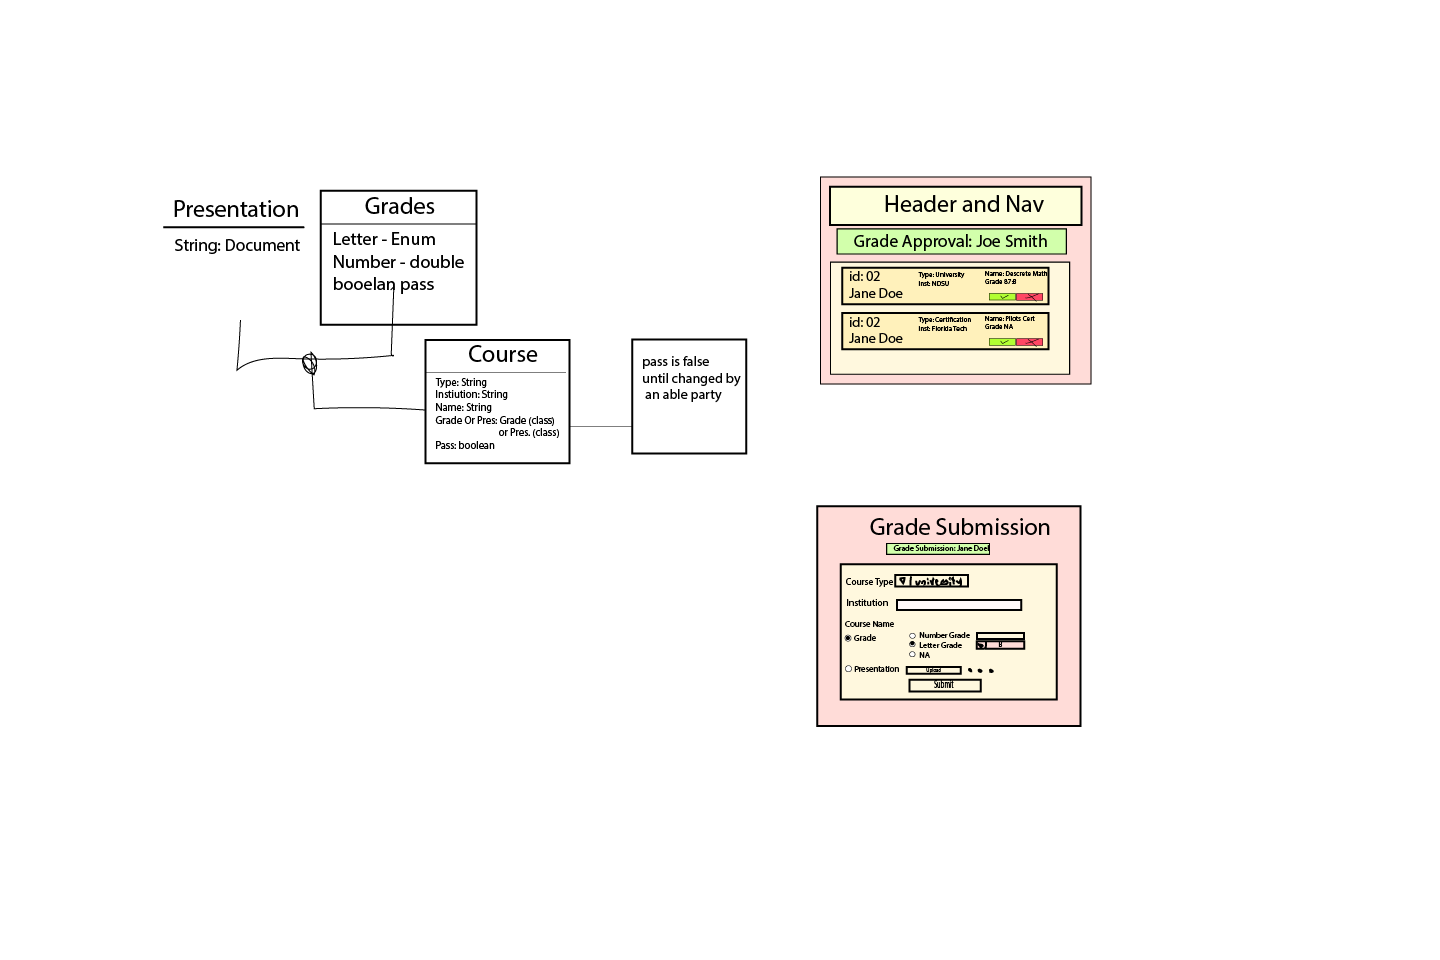 Presentation
String: Document
Grades
Letter - Enum
Number - double
booelan pass
Course
Type: String
Instiution: String
Name: String
Grade Or Pres: Grade (class)
or Pres. (class)
Pass: boolean
pass is false
until changed by
an able party
Header and Nav
Grade Approval: Joe Smith
id: 02
Jane Doe
Type: University
Inst: NDSU
Name: Descrete Math
Grade 87:B
id: 02
Jane Doe
Type: Certification
Inst: Florida Tech
Name: Pilots Cert
Grade NA
Grade Submission
Grade Submission: Jane Doe
Course Type
University
Institution
Course Name
Grade
Number Grade
Letter Grade
B
NA
Presentation
Upload
Submit